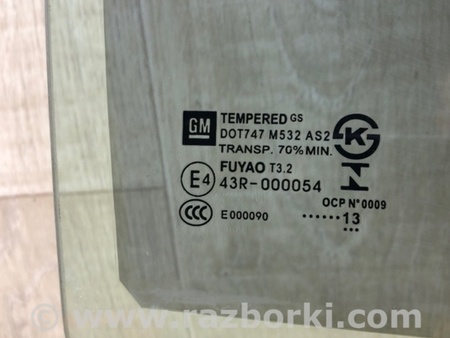 GM
TEMPERED GS
DOT747 M532 AS2
TRANSP. 70% MIN.
FUYAO T3.2
E4
43R-000054
CCC
E000090
OCP N°0009
······13
···
www.razborki.com